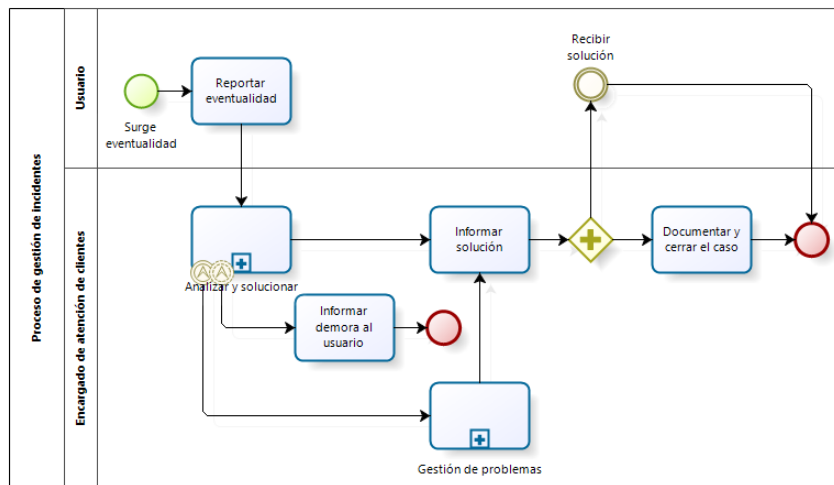 Proceso de gestión de incidentes
Usuario
Encargado de atención de clientes
Surge
eventualidad
Reportar
eventualidad
Recibir
solución
Analizar y solucionar
Informar
solución
Documentar y
cerrar el caso
Informar
demora al
usuario
Gestión de problemas